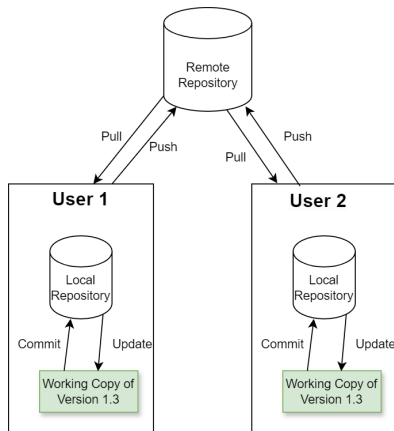 Remote
Repository
Pull
Push
Pull
Push
User 1
User 2
Local
Repository
Local
Repository
Commit
Update
Commit
Update
Working Copy of
Version 1.3
Working Copy of
Version 1.3